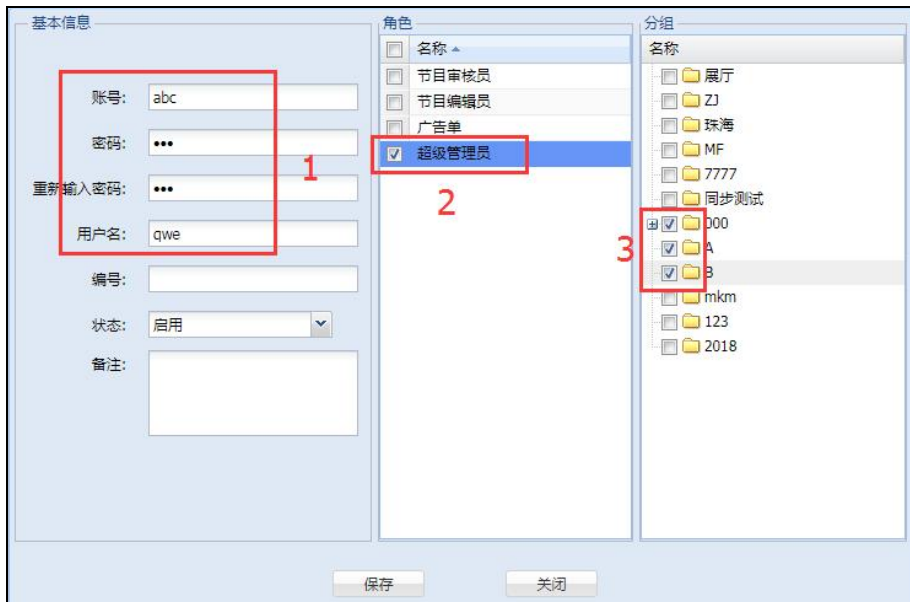 基本信息
账号: abc
密码: •••
重新输入密码: •••
用户名: qwe
编号:
状态: 启用
备注:
1
角色
名称
节目审核员
节目编辑员
广告单
超级管理员
2
分组
名称
展厅
ZJ
珠海
MF
7777
同步测试
000
A
B
mkm
123
2018
3
保存
关闭